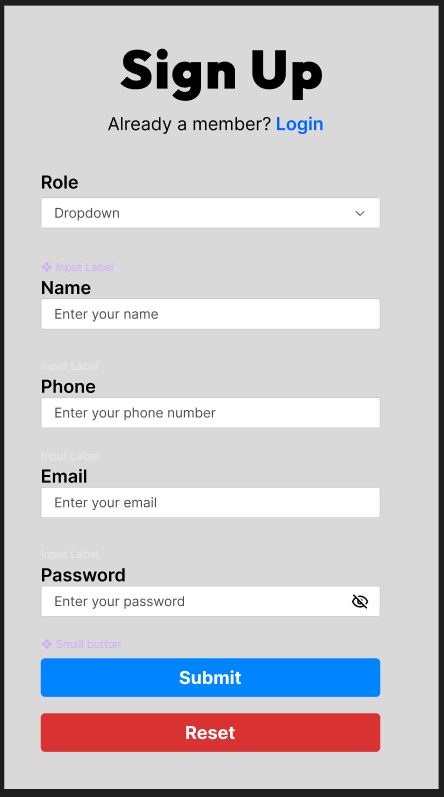 Sign Up
Already a member? Login
Role
Dropdown
Input Label
Name
Enter your name
Input Label
Phone
Enter your phone number
Input Label
Email
Enter your email
Input Label
Password
Enter your password
Small button
Submit
Reset